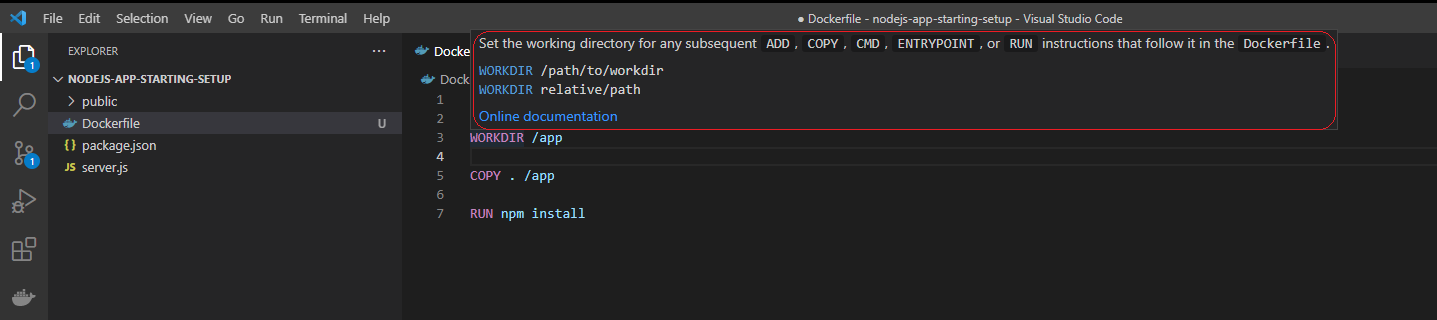 File Edit Selection View Go Run Terminal Help ● Dockerfile - nodejs-app-starting-setup - Visual Studio Code
EXPLORER ···
NODEJS-APP-STARTING-SETUP
public
Dockerfile U
package.json
JS server.js
1
1
Docke
Dock
Set the working directory for any subsequent ADD, COPY, CMD, ENTRYPOINT, or RUN instructions that follow it in the Dockerfile.
WORKDIR /path/to/workdir
WORKDIR relative/path
Online documentation
1
2
3 WORKDIR /app
4
5 COPY . /app
6
7 RUN npm install